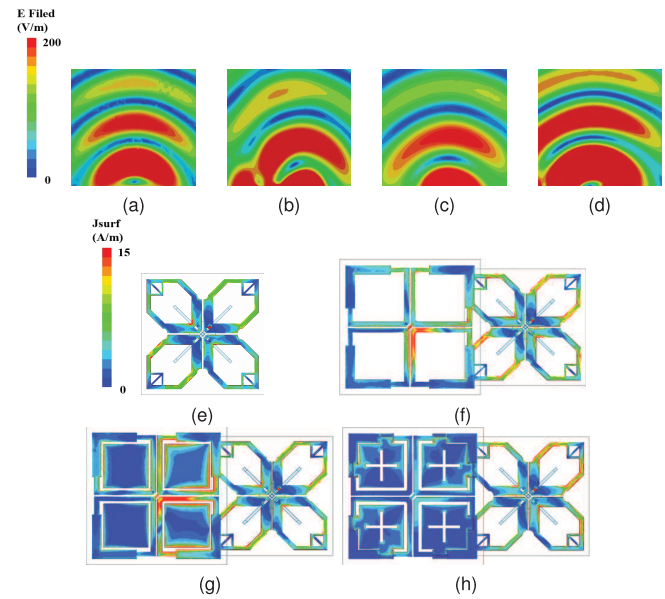 E Filed
(V/m)
200
0
(a)
(b)
(c)
(d)
Jsurf
(A/m)
15
0
(e)
(f)
(g)
(h)